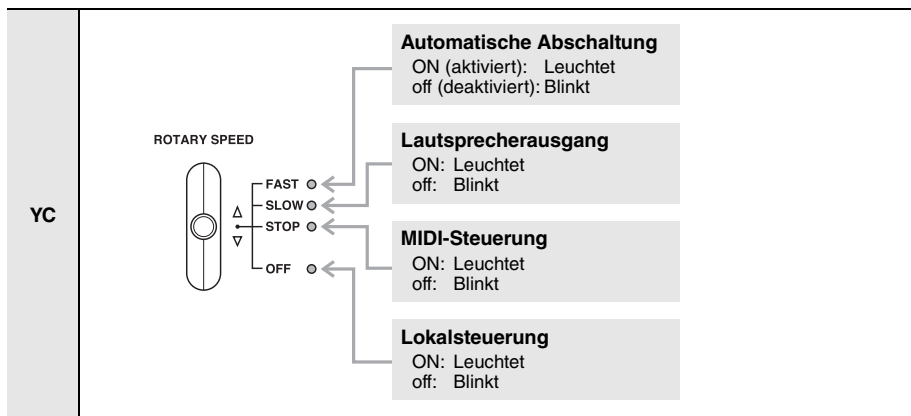 YC
ROTARY SPEED
FAST
SLOW
STOP
OFF
Automatische Abschaltung
ON (aktiviert): Leuchtet
off (deaktiviert): Blinkt
Lautsprecherausgang
ON: Leuchtet
off: Blinkt
MIDI-Steuerung
ON: Leuchtet
off: Blinkt
Lokalsteuerung
ON: Leuchtet
off: Blinkt